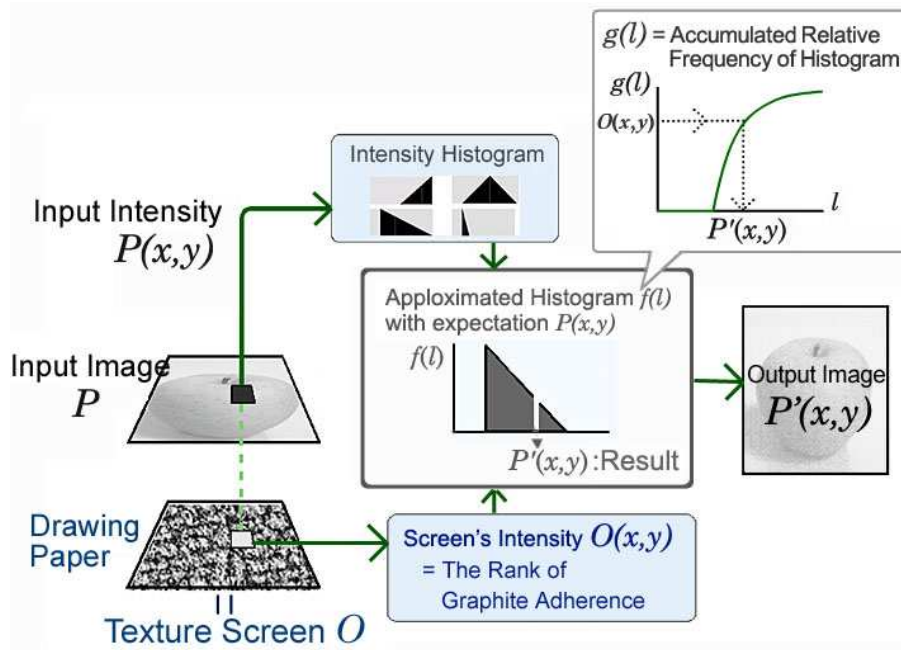 g(l) = Accumulated Relative
Frequency of Histogram
g(l)
O(x,y)
l
P'(x,y)
Intensity Histogram
Input Intensity
P(x,y)
Apploximated Histogram f(l)
with expectation P(x,y)
f(l)
P'(x,y) :Result
Input Image
P
Output Image
P'(x,y)
Drawing
Paper
Screen's Intensity O(x,y)
= The Rank of
Graphite Adherence
Texture Screen O